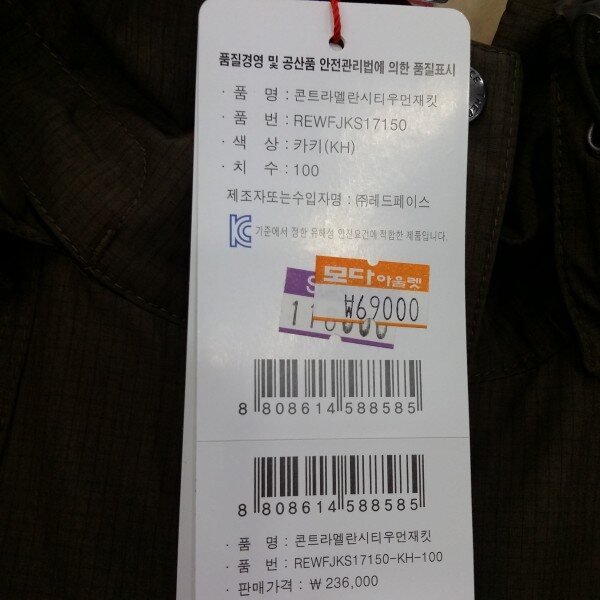 품질경영 및 공산품 안전관리법에 의한 품질표시
· 품 명 : 콘트라멜란시티우먼재킷
· 품 번 : REWFJKS17150
· 색 상 : 카키(KH)
· 치 수 : 100
제조자또는수입자명 : ㈜레드페이스
KC 기준에서 정한 유해성 안전요건에 적합한 제품입니다.
모다아울렛
₩69000
8 808614 588585
8 808614 588585
· 품 명 : 콘트라멜란시티우먼재킷
· 품 번 : REWFJKS17150-KH-100
· 판매가격 : ₩ 236,000